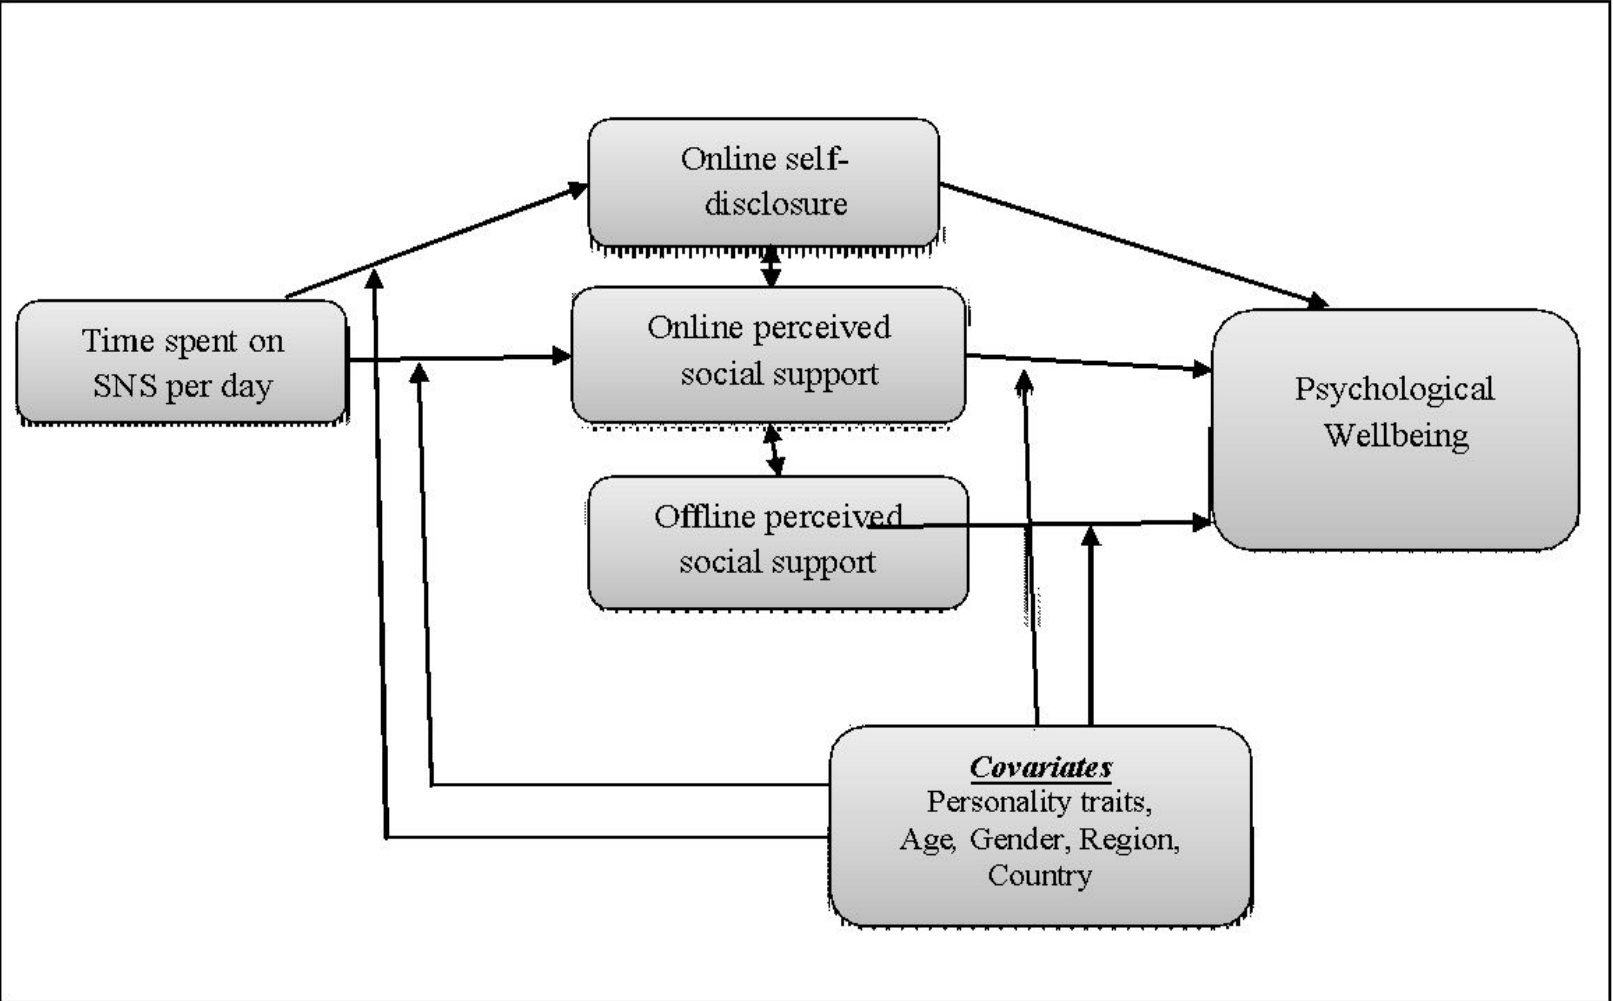 Online self-
disclosure
Time spent on
SNS per day
Online perceived
social support
Psychological
Wellbeing
Offline perceived
social support
Covariates
Personality traits,
Age, Gender, Region,
Country